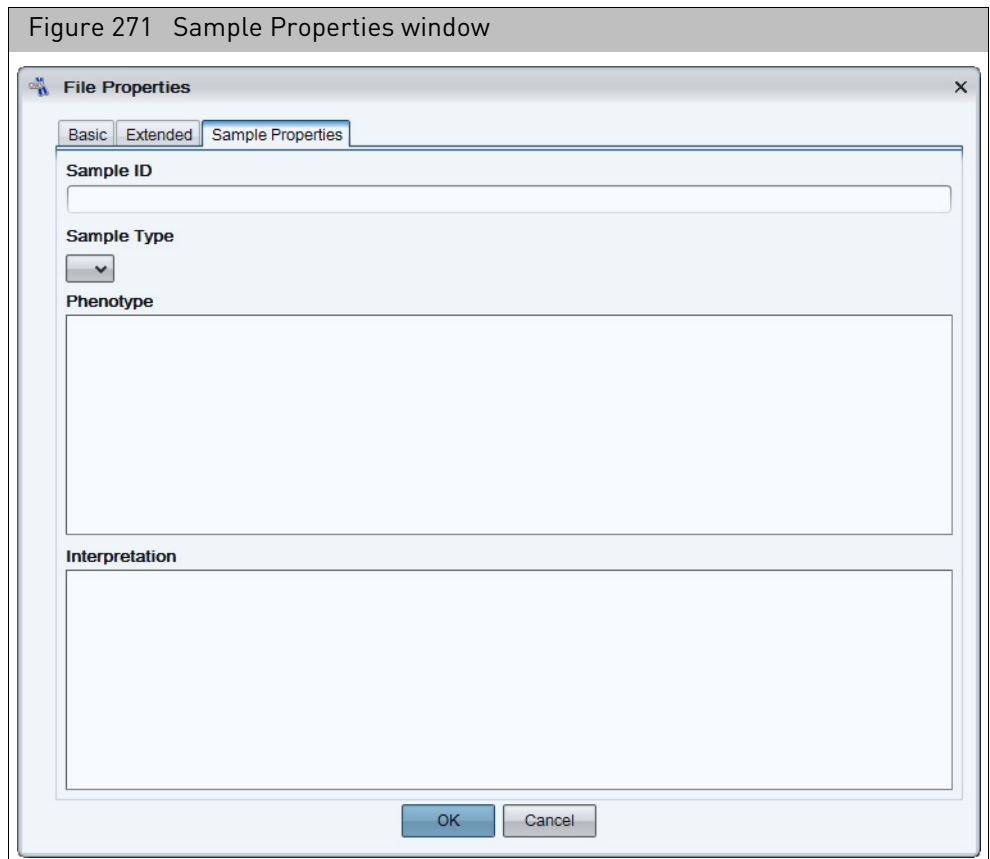 Figure 271 Sample Properties window
File Properties
Basic Extended Sample Properties
Sample ID
Sample Type
Phenotype
Interpretation
OK Cancel